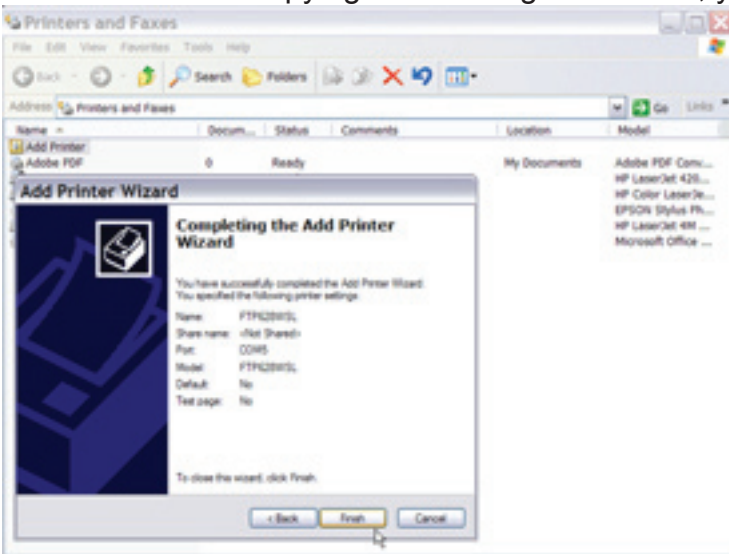 Printers and Faxes
File Edit View Favorites Tools Help
Back Search Folders
Address Printers and Faxes Go Links
Name Docum... Status Comments Location Model
Add Printer
Adobe PDF 0 Ready My Documents Adobe PDF Conv...
HP LaserJet 420...
HP Color LaserJe...
EPSON Stylus Ph...
HP LaserJet 4M ...
Microsoft Office ...
Add Printer Wizard
Completing the Add Printer
Wizard
You have successfully completed the Add Printer Wizard.
You specified the following printer settings:
Name: FTP628WSL
Share name: <Not Shared>
Port: COM5
Model: FTP628WSL
Default: No
Test page: No
To close this wizard, click Finish.
< Back Finish Cancel